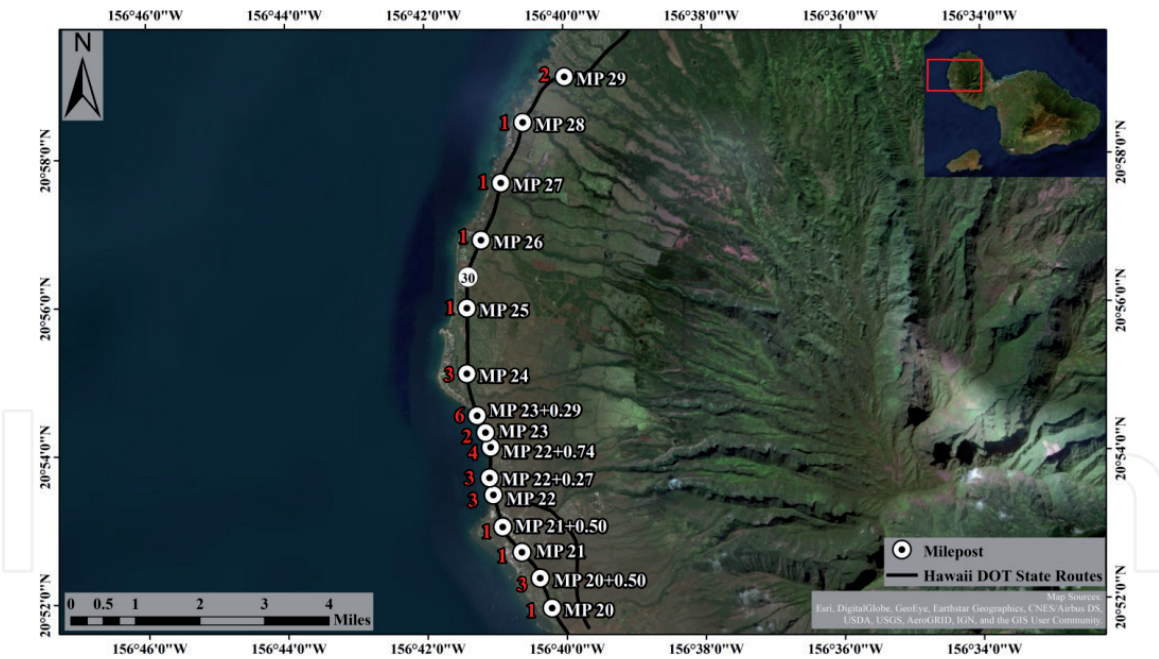 156°46'0"W 156°44'0"W 156°42'0"W 156°40'0"W 156°38'0"W 156°36'0"W 156°34'0"W
N
2 MP 29
1 MP 28
20°58'0"N
20°58'0"N
1 MP 27
1 MP 26
30
20°56'0"N
20°56'0"N
1 MP 25
3 MP 24
6 MP 23+0.29
2 MP 23
4 MP 22+0.74
20°54'0"N
20°54'0"N
3 MP 22+0.27
3 MP 22
1 MP 21+0.50
1 MP 21
3 MP 20+0.50
1 MP 20
20°52'0"N
20°52'0"N
Milepost
Hawaii DOT State Routes
Map Sources:
Esri, DigitalGlobe, GeoEye, Earthstar Geographics, CNES/Airbus DS,
USDA, USGS, AeroGRID, IGN, and the GIS User Community.
0 0.5 1 2 3 4
Miles
156°46'0"W 156°44'0"W 156°42'0"W 156°40'0"W 156°38'0"W 156°36'0"W 156°34'0"W